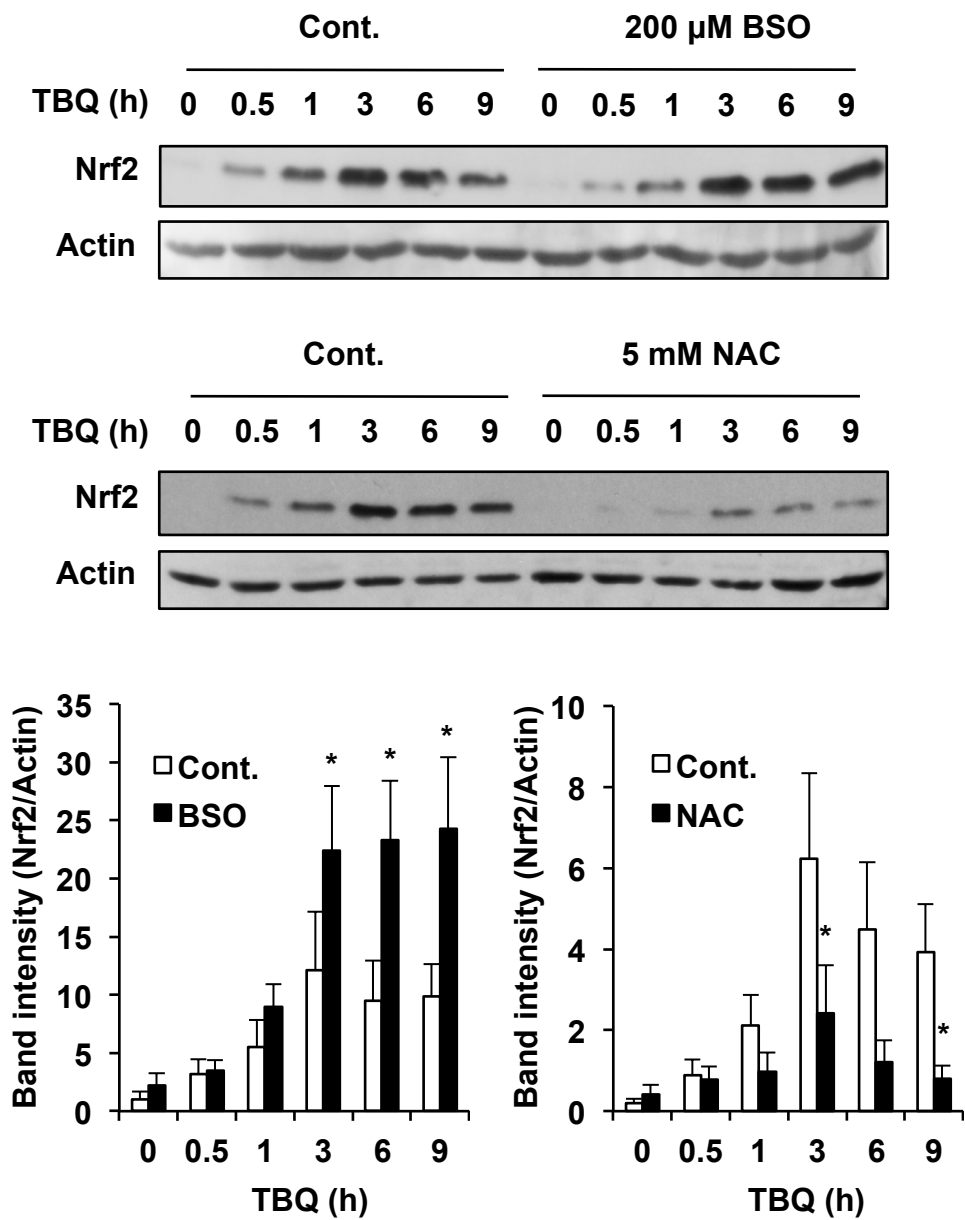 Cont. 200 µM BSO
TBQ (h) 0 0.5 1 3 6 9 0 0.5 1 3 6 9
Nrf2
Actin
Cont. 5 mM NAC
TBQ (h) 0 0.5 1 3 6 9 0 0.5 1 3 6 9
Nrf2
Actin
Band intensity (Nrf2/Actin)
35
30
25
20
15
10
5
0
Cont.
BSO
* * *
0 0.5 1 3 6 9
TBQ (h)
Band intensity (Nrf2/Actin)
10
8
6
4
2
0
Cont.
NAC
* *
0 0.5 1 3 6 9
TBQ (h)